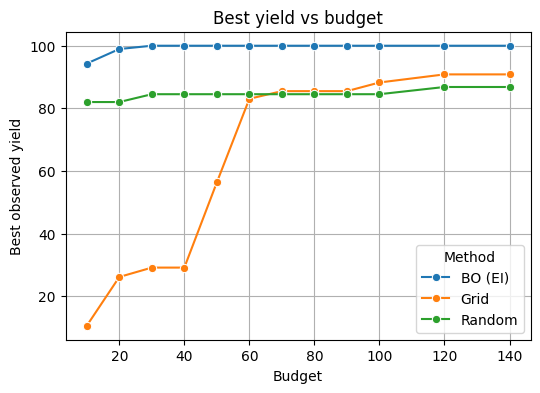 Best yield vs budget
Best observed yield
100
80
60
40
20
20 40 60 80 100 120 140
Budget
Method
BO (EI)
Grid
Random